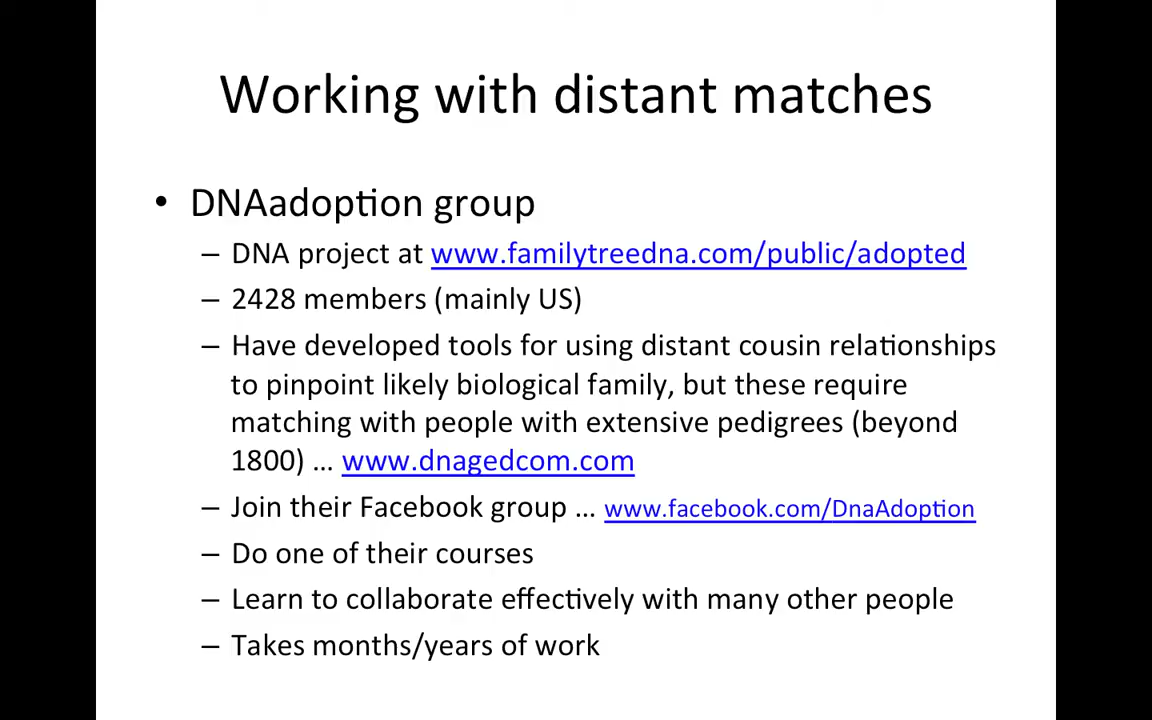 Working with distant matches
• DNAadoption group
– DNA project at www.familytreedna.com/public/adopted
– 2428 members (mainly US)
– Have developed tools for using distant cousin relationships
to pinpoint likely biological family, but these require
matching with people with extensive pedigrees (beyond
1800) … www.dnagedcom.com
– Join their Facebook group … www.facebook.com/DnaAdoption
– Do one of their courses
– Learn to collaborate effectively with many other people
– Takes months/years of work